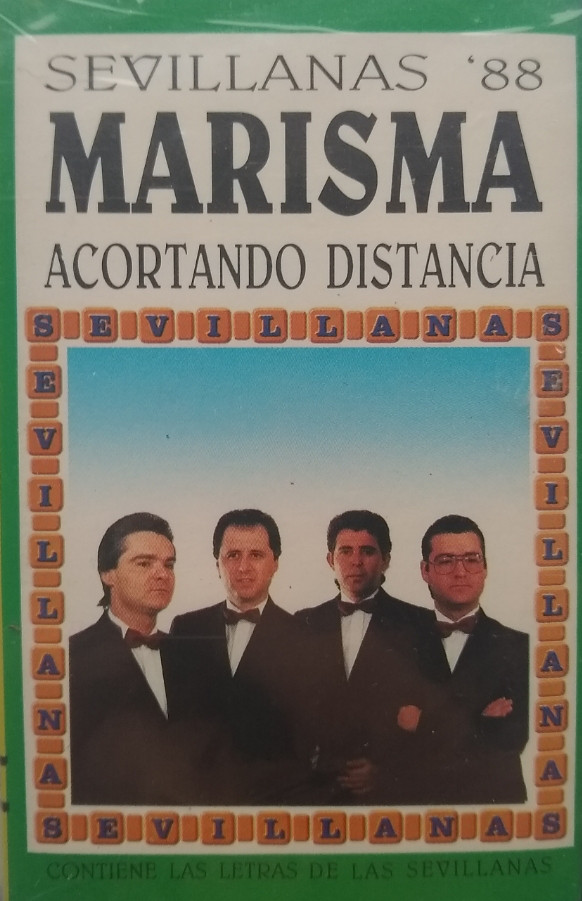 SEVILLANAS '88
MARISMA
ACORTANDO DISTANCIA
SEVILLANAS
SEVILLANAS
SEVILLANAS
SEVILLANAS
CONTIENE LAS LETRAS DE LAS SEVILLANAS